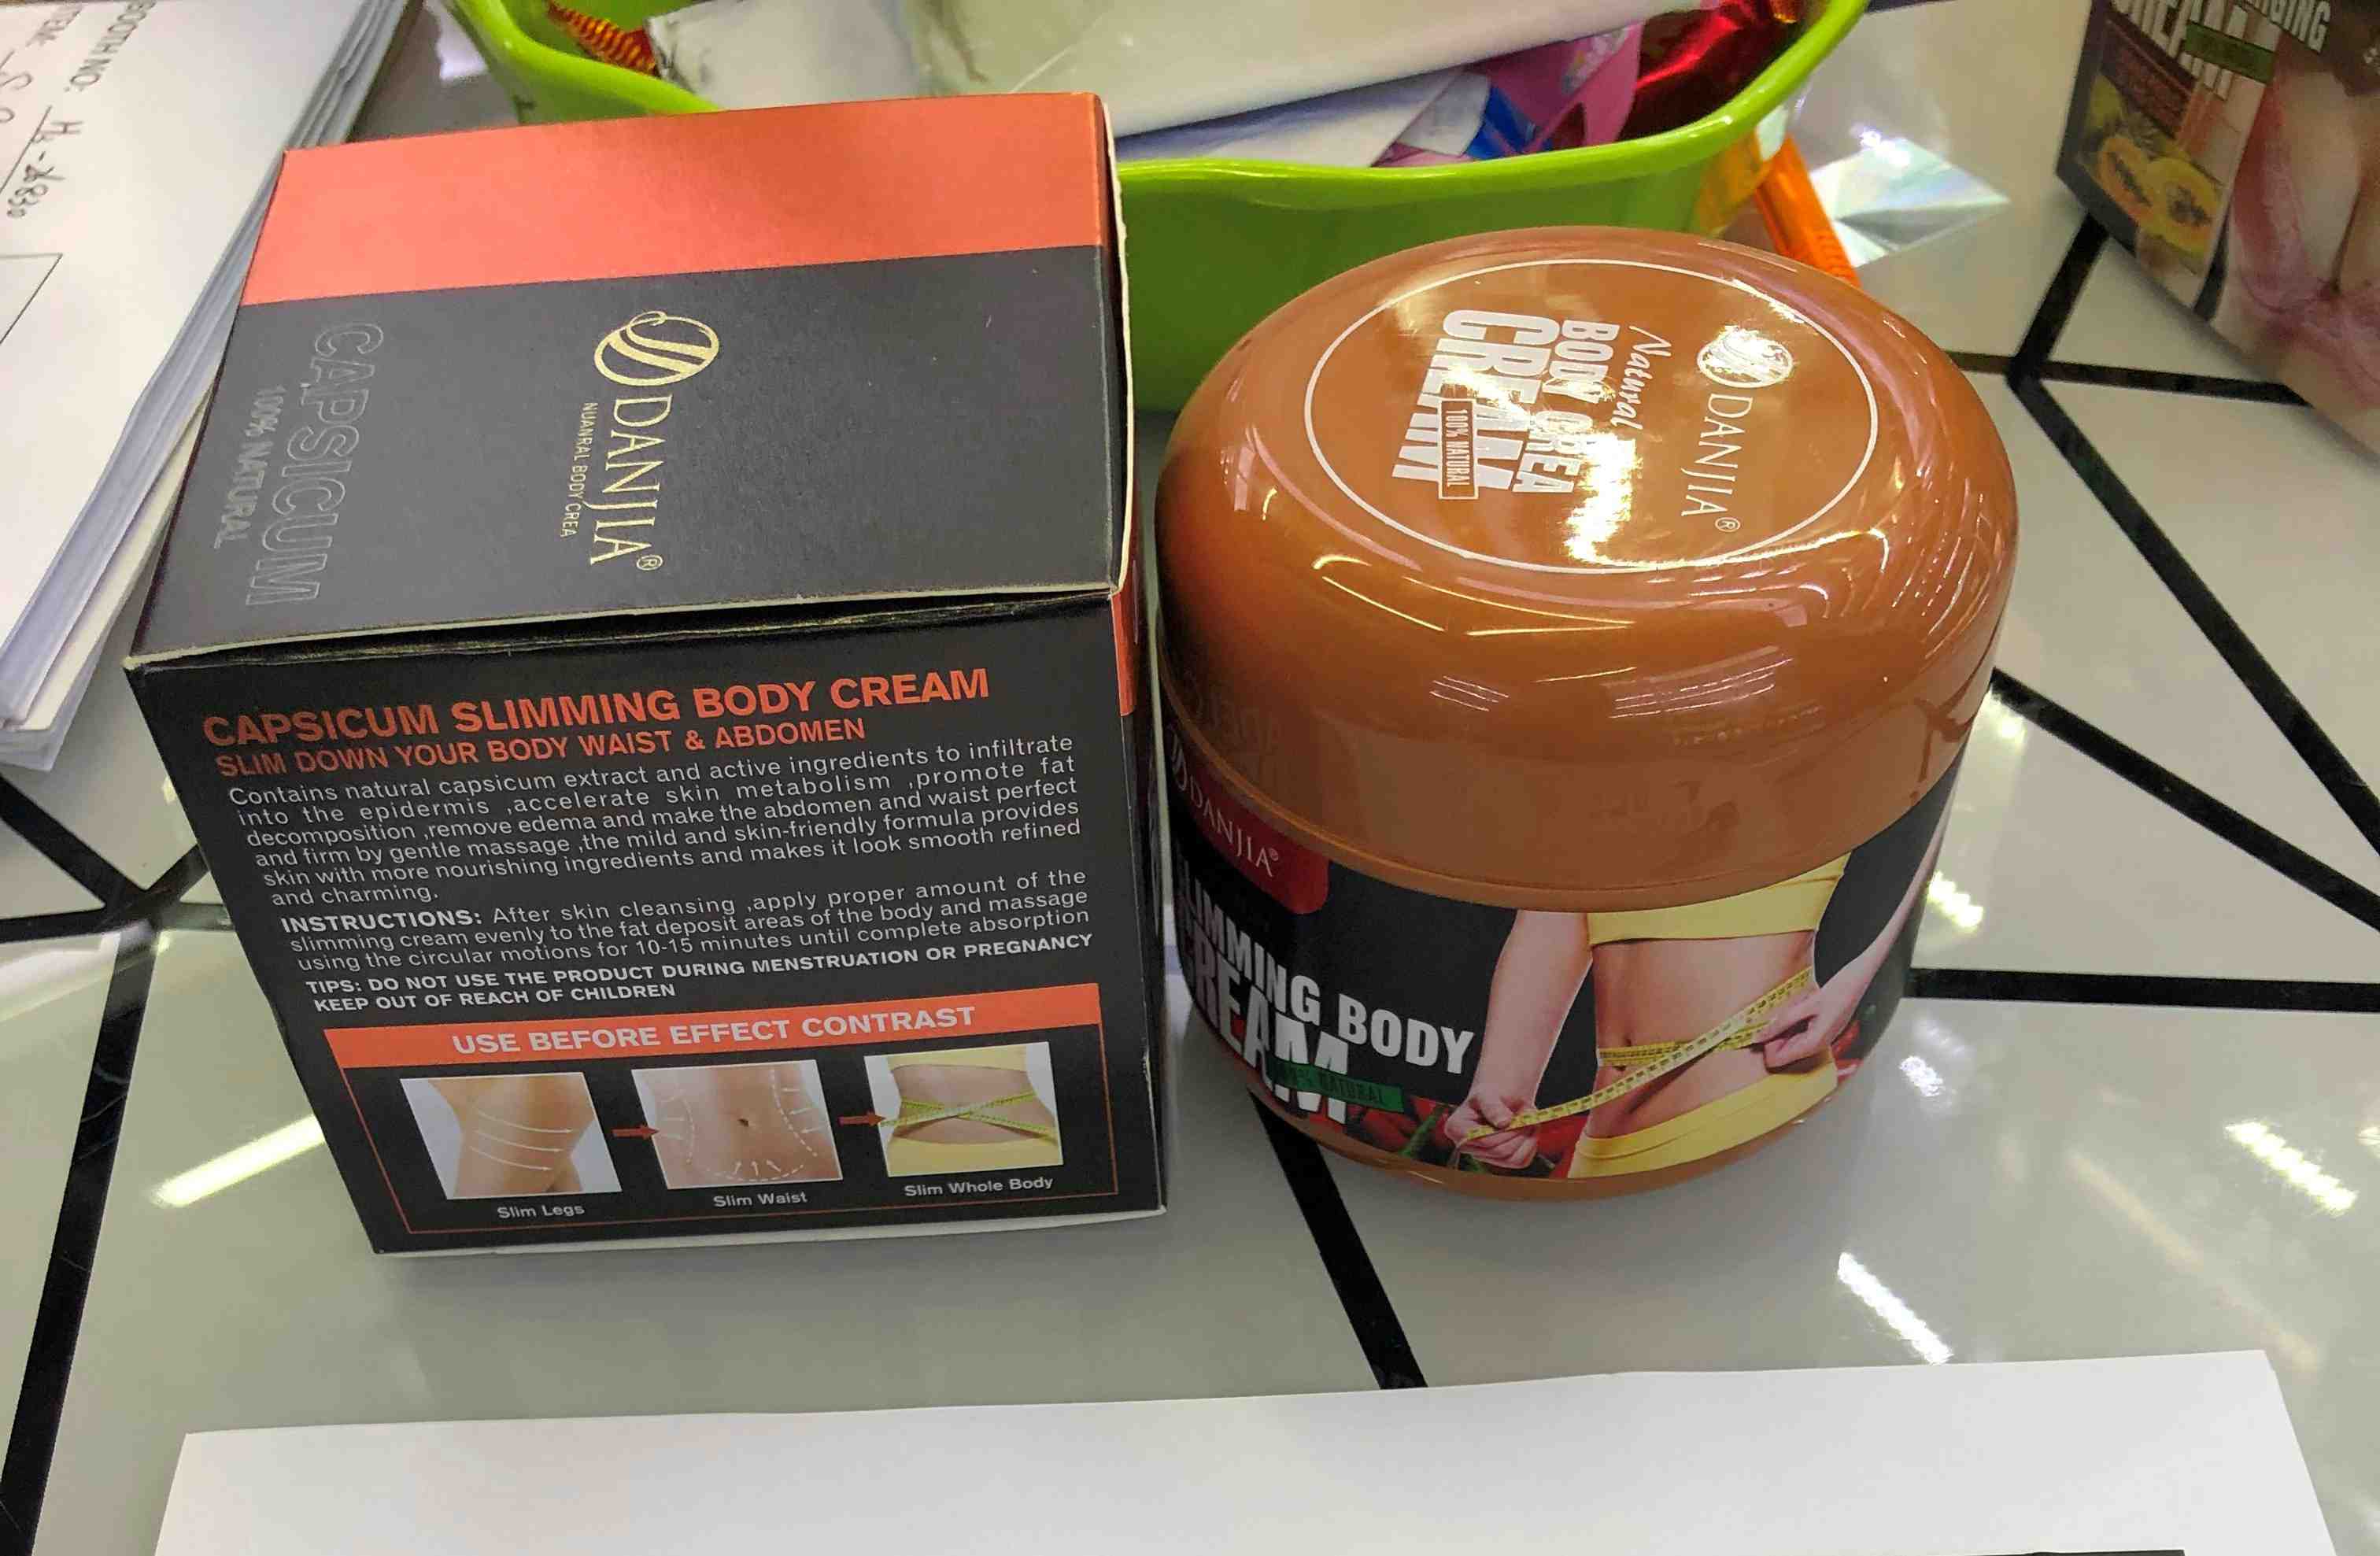 BOOTH NO.
DANJIA®
NUANRAL BODY CREA
CAPSICUM
100% NATURAL
CAPSICUM SLIMMING BODY CREAM
SLIM DOWN YOUR BODY WAIST & ABDOMEN
Contains natural capsicum extract and active ingredients to infiltrate
into the epidermis ,accelerate skin metabolism ,promote fat
decomposition ,remove edema and make the abdomen and waist perfect
and firm by gentle massage ,the mild and skin-friendly formula provides
skin with more nourishing ingredients and makes it look smooth refined
and charming.
INSTRUCTIONS: After skin cleansing ,apply proper amount of the
slimming cream evenly to the fat deposit areas of the body and massage
using the circular motions for 10-15 minutes until complete absorption
TIPS: DO NOT USE THE PRODUCT DURING MENSTRUATION OR PREGNANCY
KEEP OUT OF REACH OF CHILDREN
USE BEFORE EFFECT CONTRAST
Slim Legs
Slim Waist
Slim Whole Body
DANJIA®
Natural
BODY CREA
CREAM
100% NATURAL
DANJIA®
SLIMMING BODY
CREAM
100% NATURAL
CREAM